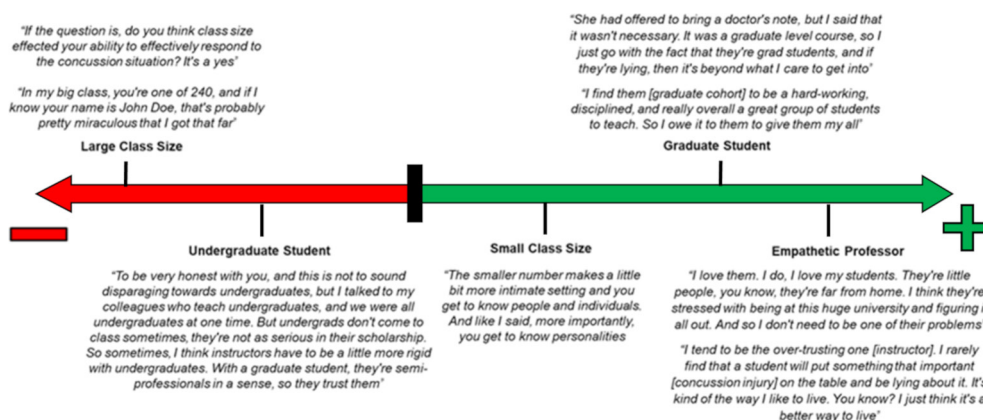 “If the question is, do you think class size
effected your ability to effectively respond to
the concussion situation? It's a yes”
“In my big class, you're one of 240, and if I
know your name is John Doe, that's probably
pretty miraculous that I got that far”
Large Class Size
“She had offered to bring a doctor's note, but I said that
it wasn't necessary. It was a graduate level course, so I
just go with the fact that they're grad students, and if
they're lying, then it's beyond what I care to get into”
“I find them [graduate cohort] to be a hard-working,
disciplined, and really overall a great group of students
to teach. So I owe it to them to give them my all”
Graduate Student
Undergraduate Student
“To be very honest with you, and this is not to sound
disparaging towards undergraduates, but I talked to my
colleagues who teach undergraduates, and we were all
undergraduates at one time. But undergrads don't come to
class sometimes, they're not as serious in their scholarship.
So sometimes, I think instructors have to be a little more rigid
with undergraduates. With a graduate student, they're semi-
professionals in a sense, so they trust them”
Small Class Size
“The smaller number makes a little
bit more intimate setting and you
get to know people and individuals.
And like I said, more importantly,
you get to know personalities
Empathetic Professor
“I love them. I do, I love my students. They're little
people, you know, they're far from home. I think they're
stressed with being at this huge university and figuring i
all out. And so I don't need to be one of their problems”
“I tend to be the over-trusting one [instructor]. I rarely
find that a student will put something that important
[concussion injury] on the table and be lying about it. It's
kind of the way I like to live. You know? I just think it's a
better way to live”